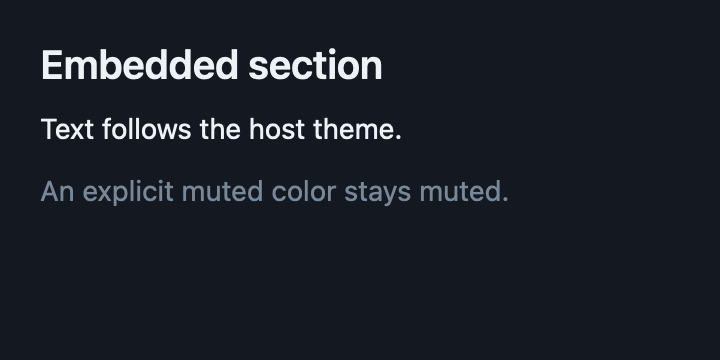 Embedded section
Text follows the host theme.
An explicit muted color stays muted.